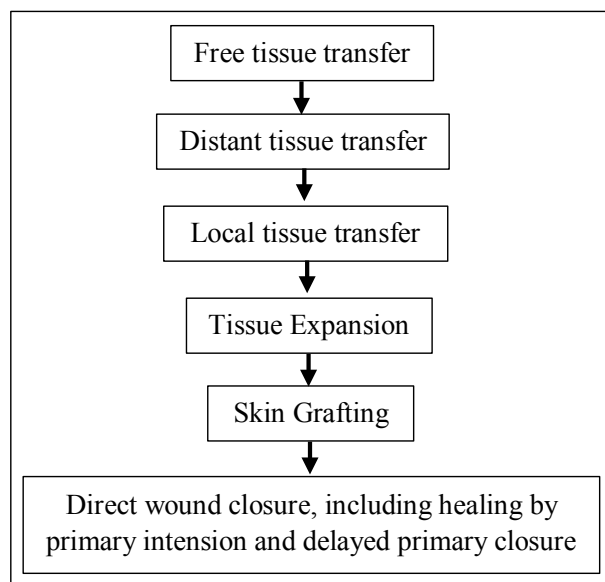 Free tissue transfer
Distant tissue transfer
Local tissue transfer
Tissue Expansion
Skin Grafting
Direct wound closure, including healing by
primary intension and delayed primary closure